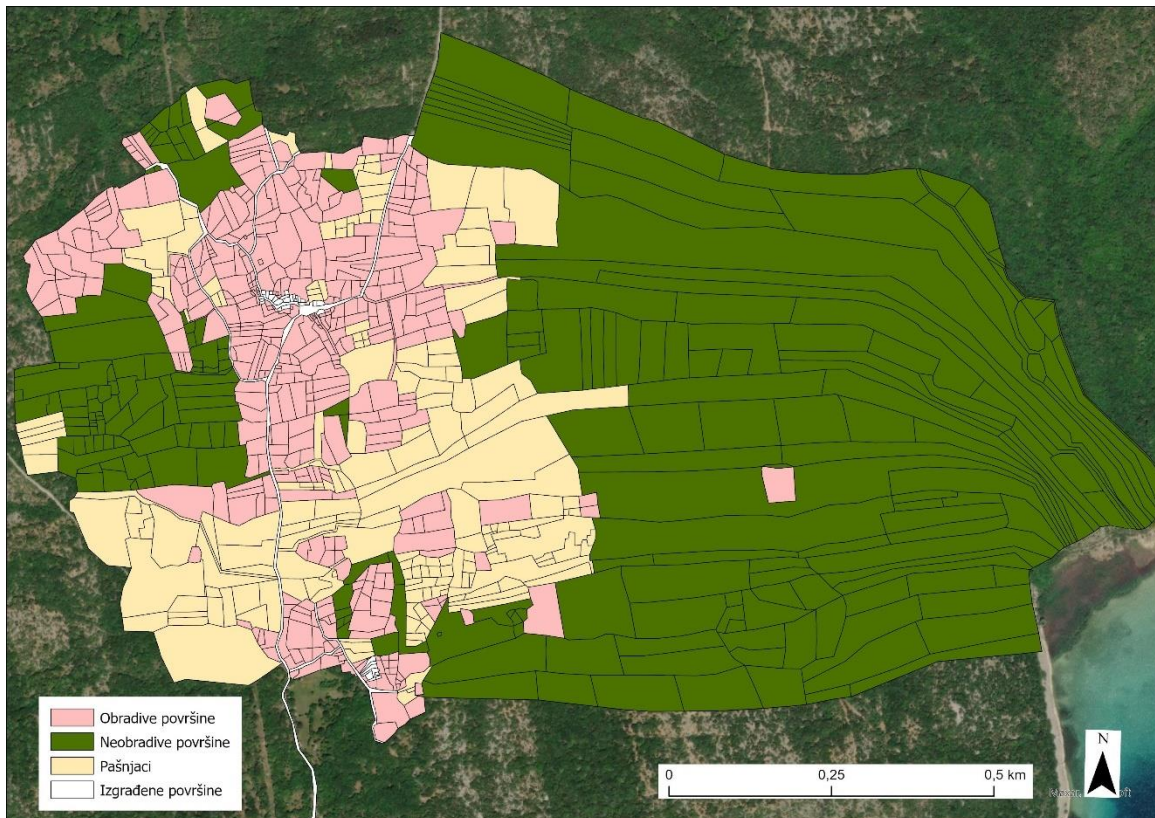 Obradive površine
Neobradive površine
Pašnjaci
Izgrađene površine
0
0,25
0,5 km
N